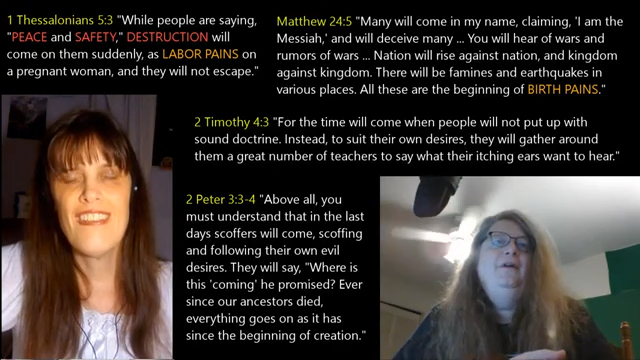 1 Thessalonians 5:3 "While people are saying,
"PEACE and SAFETY," DESTRUCTION will
come on them suddenly, as LABOR PAINS on
a pregnant woman, and they will not escape."
Matthew 24:5 "Many will come in my name, claiming, 'I am the
Messiah,' and will deceive many ... You will hear of wars and
rumors of wars ... Nation will rise against nation, and kingdom
against kingdom. There will be famines and earthquakes in
various places. All these are the beginning of BIRTH PAINS."
2 Timothy 4:3 "For the time will come when people will not put up with
sound doctrine. Instead, to suit their own desires, they will gather around
them a great number of teachers to say what their itching ears want to hear."
2 Peter 3:3-4 "Above all, you
must understand that in the last
days scoffers will come, scoffing
and following their own evil
desires. They will say, "Where is
this 'coming' he promised? Ever
since our ancestors died,
everything goes on as it has
since the beginning of creation."